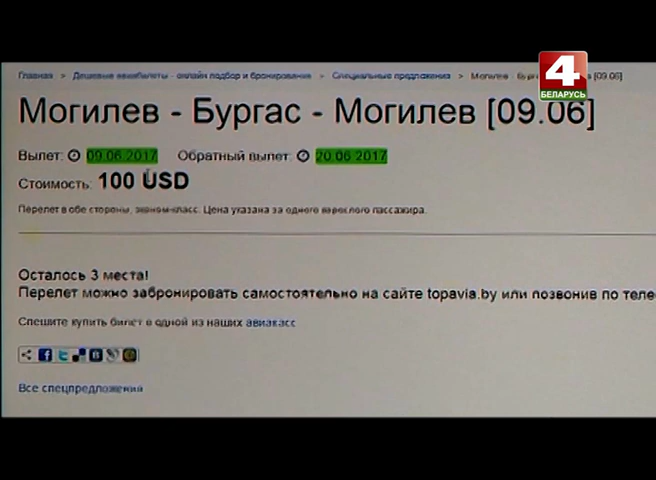 4
БЕЛАРУСЬ
Главная > Дешевые авиабилеты - онлайн подбор и бронирование > Специальные предложения > Могилев - Бургас [09.06]
Могилев - Бургас - Могилев [09.06]
Вылет: 09.06.2017 Обратный вылет: 20.06.2017
Стоимость: 100 USD
Перелет в обе стороны, эконом-класс. Цена указана за одного взрослого пассажира.
Осталось 3 места!
Перелет можно забронировать самостоятельно на сайте topavia.by или позвонив по теле
Спешите купить билет в одной из наших авиакасс
Все спецпредложения